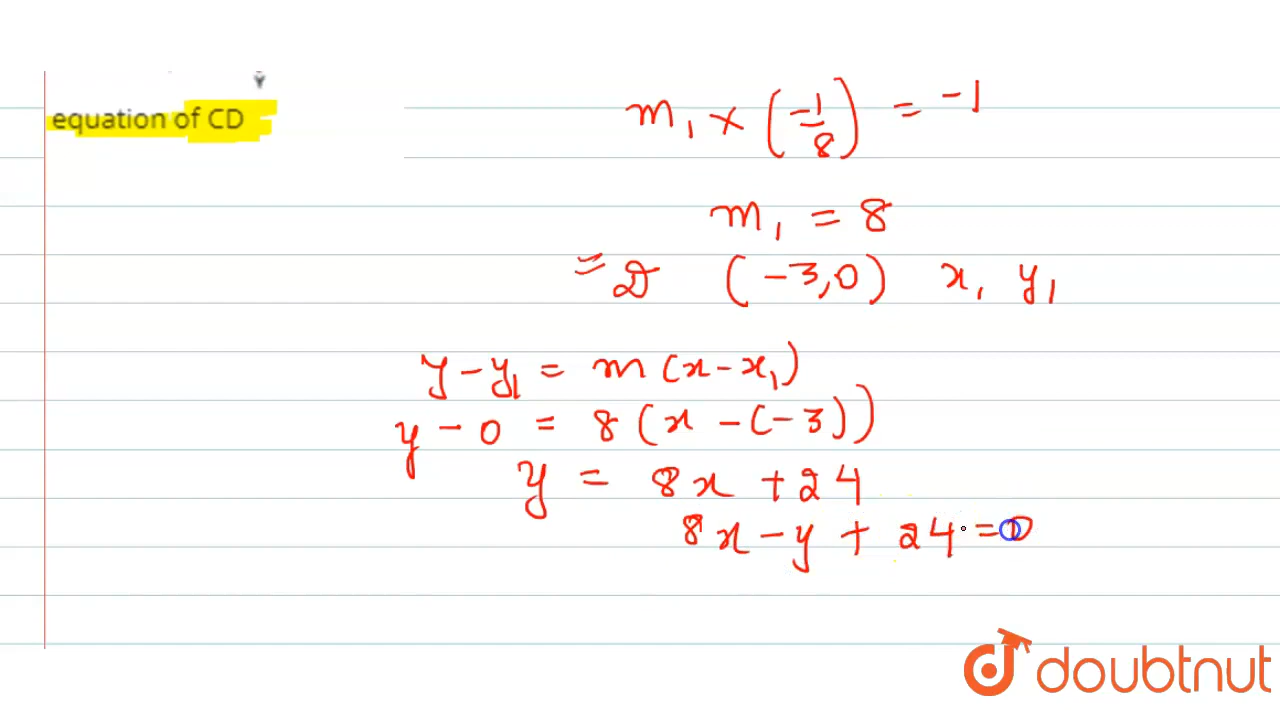 Y
equation of CD
m₁ × (-1/8) = -1
m₁ = 8
= D (-3,0) x₁ y₁
y - y₁ = m(x - x₁)
y - 0 = 8(x - (-3))
y = 8x + 24
8x - y + 24 = 0
doubtnut